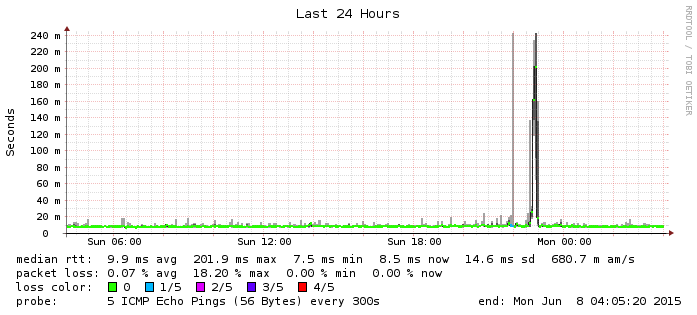 Last 24 Hours
RRDTOOL / TOBI OETIKER
Seconds
240 m
220 m
200 m
180 m
160 m
140 m
120 m
100 m
80 m
60 m
40 m
20 m
0
Sun 06:00 Sun 12:00 Sun 18:00 Mon 00:00
median rtt: 9.9 ms avg 201.9 ms max 7.5 ms min 8.5 ms now 14.6 ms sd 680.7 m am/s
packet loss: 0.07 % avg 18.20 % max 0.00 % min 0.00 % now
loss color: 0 1/5 2/5 3/5 4/5
probe: 5 ICMP Echo Pings (56 Bytes) every 300s end: Mon Jun 8 04:05:20 2015